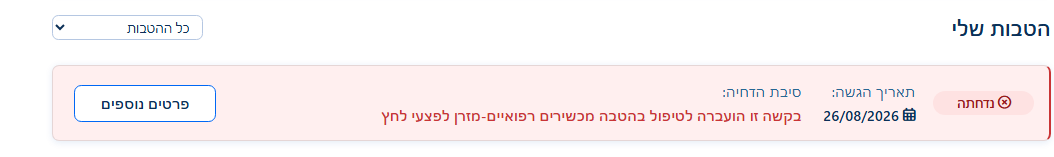 הטבות שלי
כל ההטבות
נדחתה
תאריך הגשה:
26/08/2026
סיבת הדחיה:
בקשה זו הועברה לטיפול בהטבה מכשירים רפואיים-מזרן לפצעי לחץ
פרטים נוספים